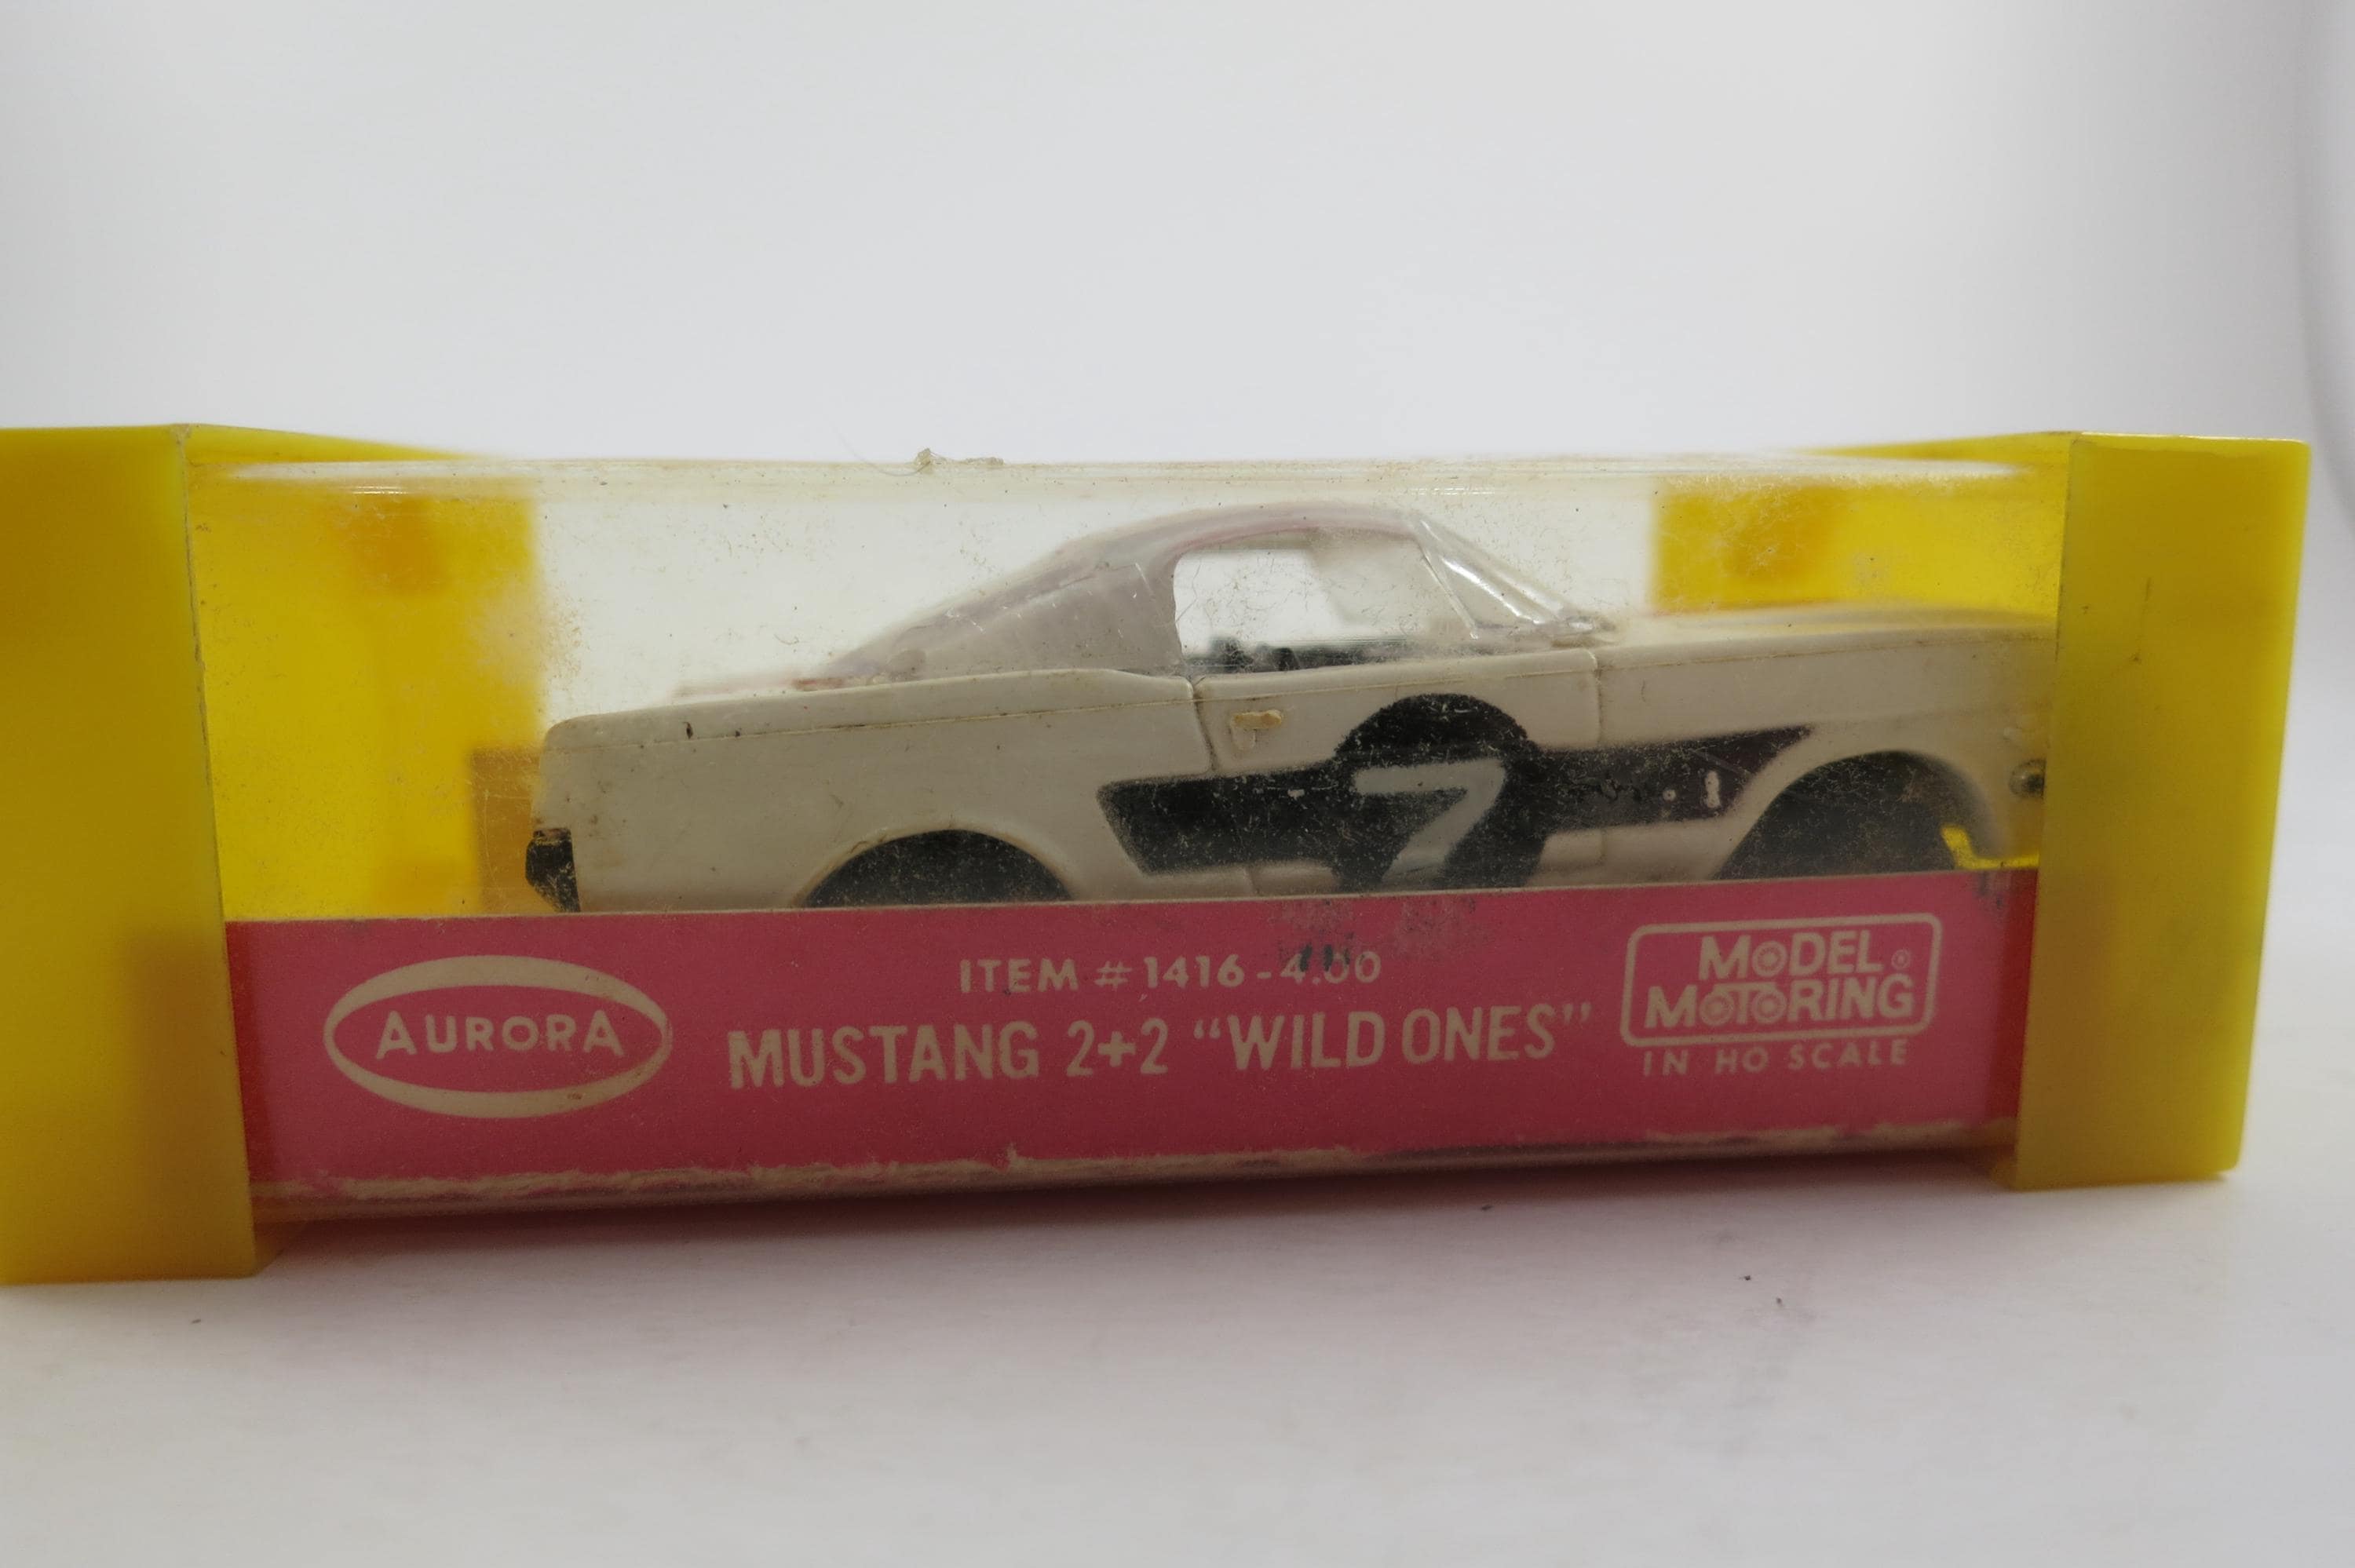 7
AURORA
ITEM # 1416 - 4.00
MUSTANG 2+2 “WILD ONES”
MODEL ®
MOTORING
IN HO SCALE